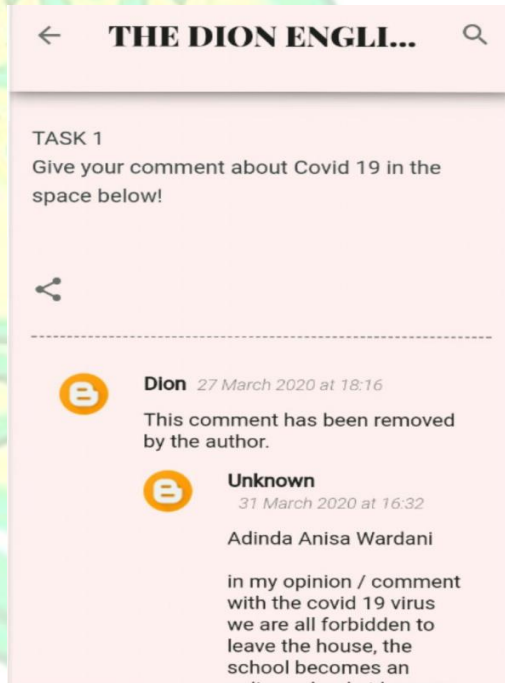 THE DION ENGLI...
TASK 1
Give your comment about Covid 19 in the
space below!
Dion 27 March 2020 at 18:16
This comment has been removed
by the author.
Unknown
31 March 2020 at 16:32
Adinda Anisa Wardani
in my opinion / comment
with the covid 19 virus
we are all forbidden to
leave the house, the
school becomes an